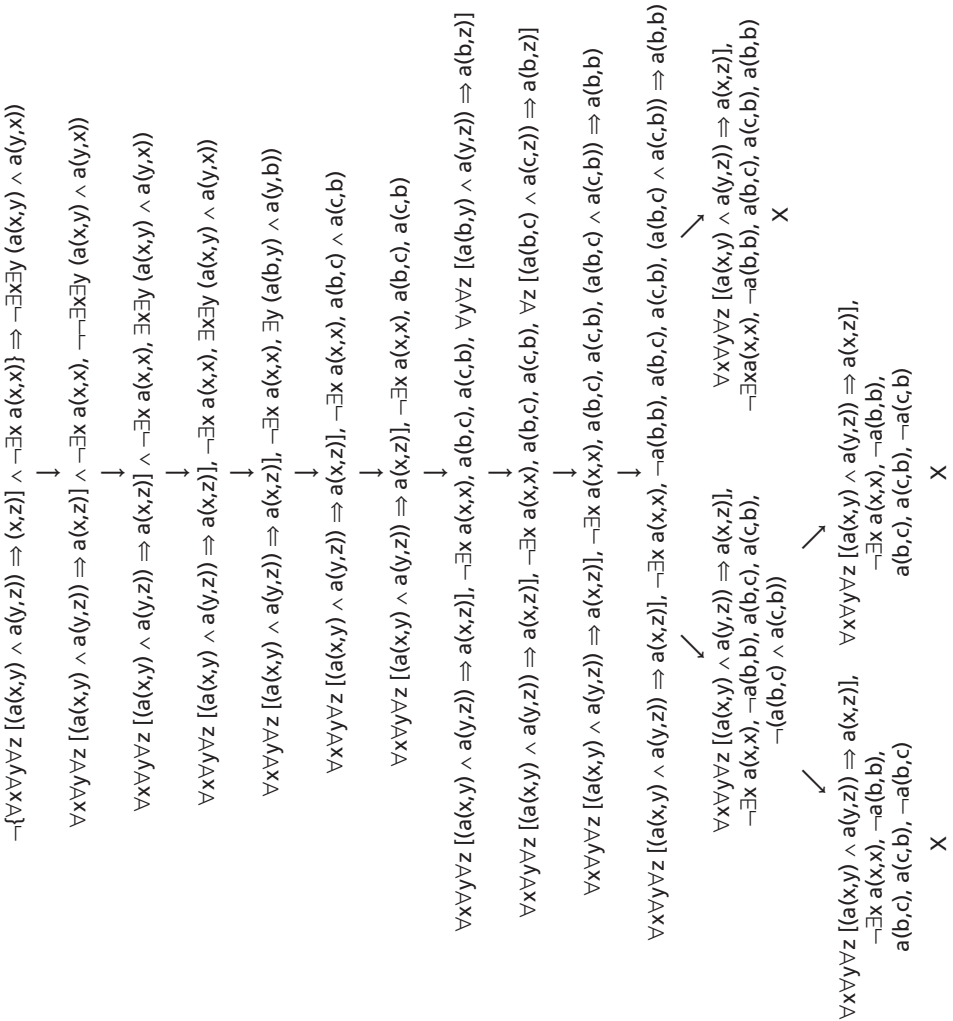 ¬{∀x∀y∀z [(a(x,y) ∧ a(y,z)) ⇒ (x,z)] ∧ ¬∃x a(x,x)} ⇒ ¬∃x∃y (a(x,y) ∧ a(y,x))
∀x∀y∀z [(a(x,y) ∧ a(y,z)) ⇒ a(x,z)] ∧ ¬∃x a(x,x), ¬¬∃x∃y (a(x,y) ∧ a(y,x))
∀x∀y∀z [(a(x,y) ∧ a(y,z)) ⇒ a(x,z)] ∧ ¬∃x a(x,x), ∃x∃y (a(x,y) ∧ a(y,x))
∀x∀y∀z [(a(x,y) ∧ a(y,z)) ⇒ a(x,z)], ¬∃x a(x,x), ∃x∃y (a(x,y) ∧ a(y,x))
∀x∀y∀z [(a(x,y) ∧ a(y,z)) ⇒ a(x,z)], ¬∃x a(x,x), ∃y (a(b,y) ∧ a(y,b))
∀x∀y∀z [(a(x,y) ∧ a(y,z)) ⇒ a(x,z)], ¬∃x a(x,x), a(b,c) ∧ a(c,b)
∀x∀y∀z [(a(x,y) ∧ a(y,z)) ⇒ a(x,z)], ¬∃x a(x,x), a(b,c), a(c,b)
∀x∀y∀z [(a(x,y) ∧ a(y,z)) ⇒ a(x,z)], ¬∃x a(x,x), a(b,c), a(c,b), ∀y∀z [(a(b,y) ∧ a(y,z)) ⇒ a(b,z)]
∀x∀y∀z [(a(x,y) ∧ a(y,z)) ⇒ a(x,z)], ¬∃x a(x,x), a(b,c), a(c,b), ∀z [(a(b,c) ∧ a(c,z)) ⇒ a(b,z)]
∀x∀y∀z [(a(x,y) ∧ a(y,z)) ⇒ a(x,z)], ¬∃x a(x,x), a(b,c), a(c,b), (a(b,c) ∧ a(c,b)) ⇒ a(b,b)
∀x∀y∀z [(a(x,y) ∧ a(y,z)) ⇒ a(x,z)], ¬∃x a(x,x), ¬a(b,b), a(b,c), a(c,b), (a(b,c) ∧ a(c,b)) ⇒ a(b,b)
∀x∀y∀z [(a(x,y) ∧ a(y,z)) ⇒ a(x,z)],
¬∃x a(x,x), ¬a(b,b), a(b,c), a(c,b),
¬(a(b,c) ∧ a(c,b))
∀x∀y∀z [(a(x,y) ∧ a(y,z)) ⇒ a(x,z)],
¬∃xa(x,x), ¬a(b,b), a(b,c), a(c,b), a(b,b)
X
∀x∀y∀z [(a(x,y) ∧ a(y,z)) ⇒ a(x,z)],
¬∃x a(x,x), ¬a(b,b),
a(b,c), a(c,b), ¬a(b,c)
X
∀x∀y∀z [(a(x,y) ∧ a(y,z)) ⇒ a(x,z)],
¬∃x a(x,x), ¬a(b,b),
a(b,c), a(c,b), ¬a(c,b)
X